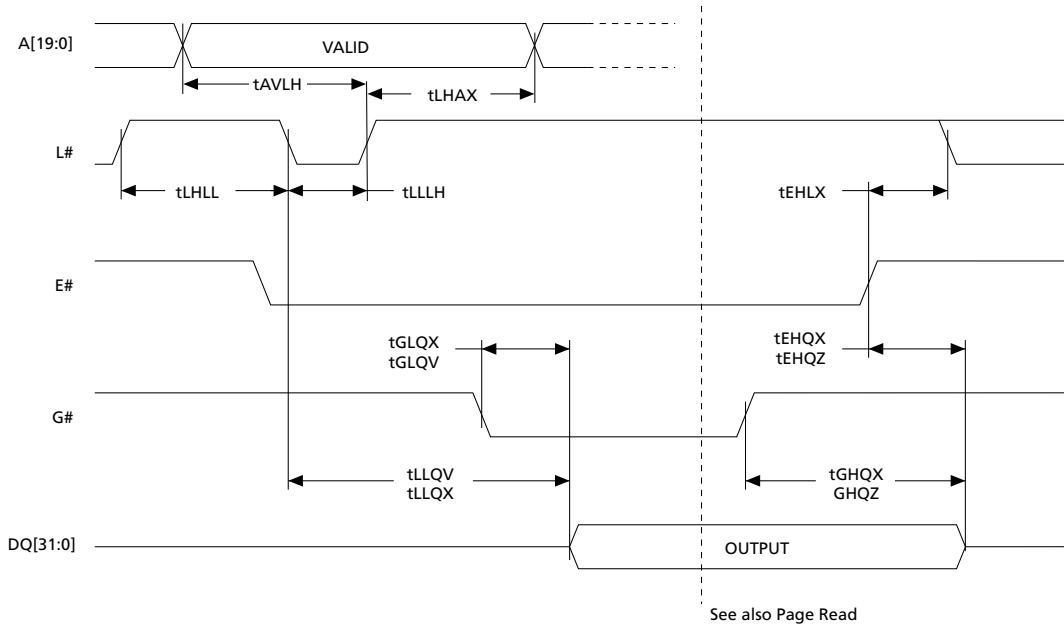 A[19:0]
VALID
tAVLH
tLHAX
L#
tLHLL
tLLLH
tEHLX
E#
tGLQX
tGLQV
tEHQX
tEHQZ
G#
tLLQV
tLLQX
tGHQX
GHQZ
DQ[31:0]
OUTPUT
See also Page Read